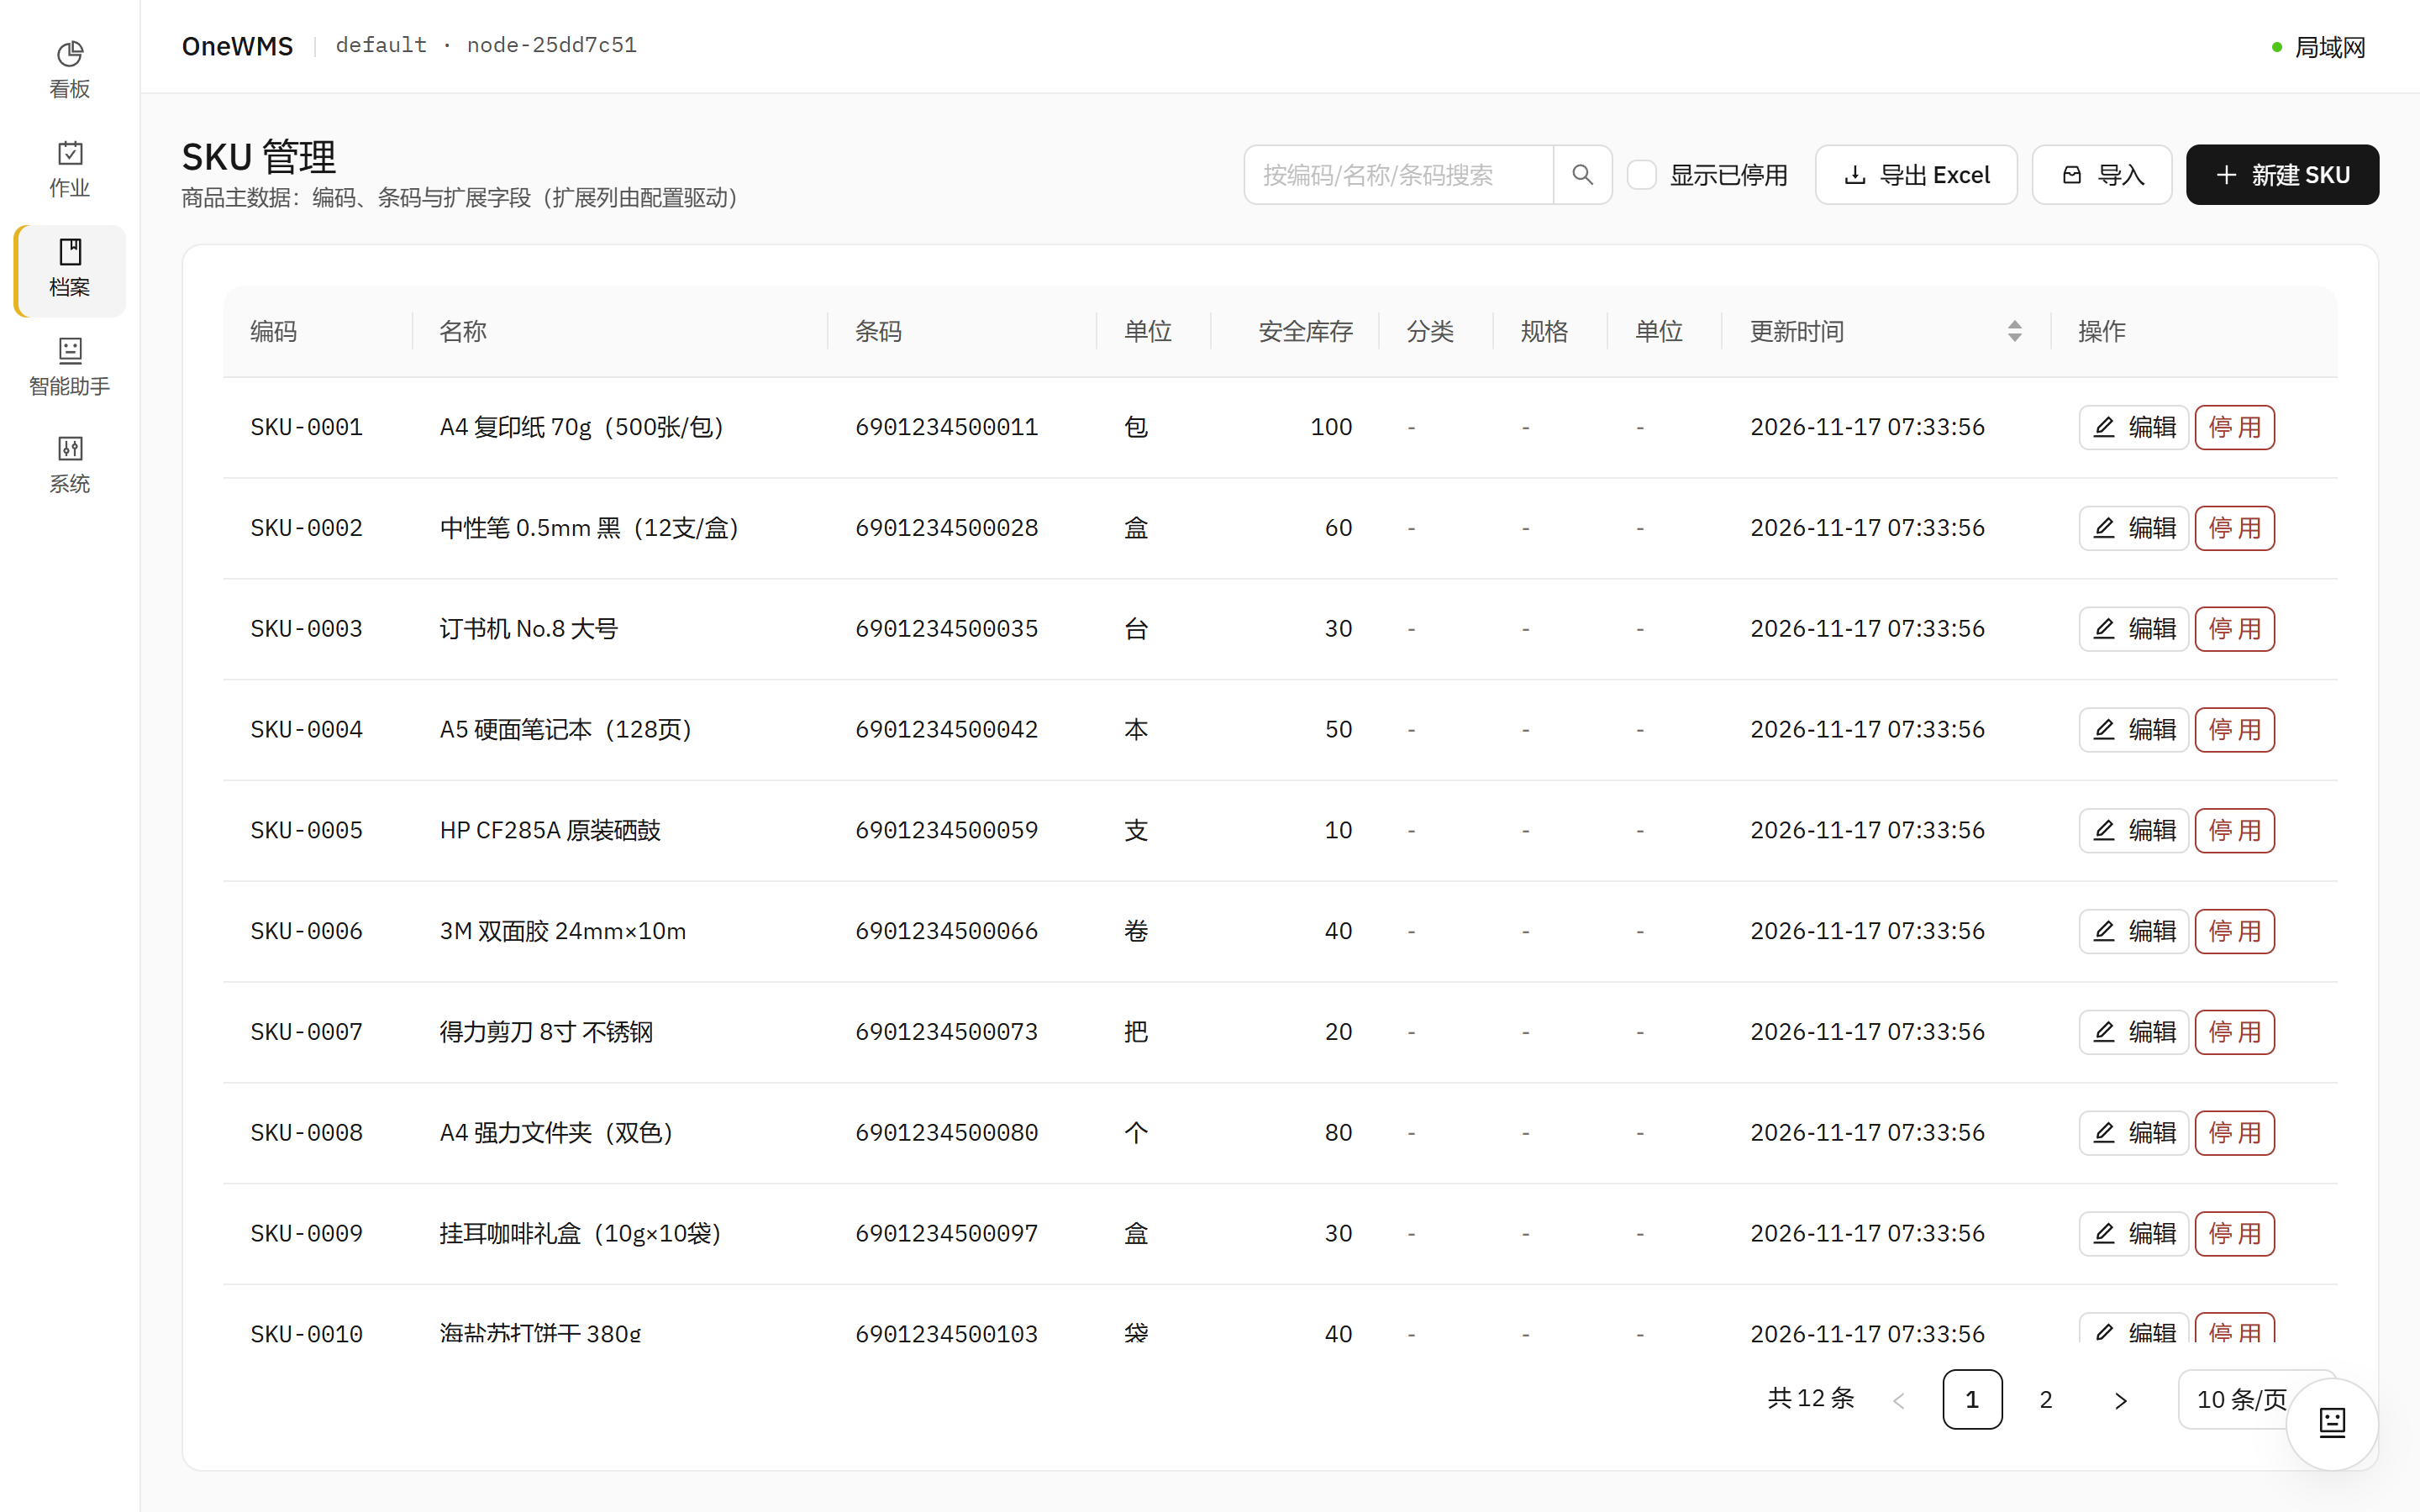 OneWMS default · node-25dd7c51 局域网
看板
作业
档案
智能助手
系统
SKU 管理
商品主数据：编码、条码与扩展字段（扩展列由配置驱动）
按编码/名称/条码搜索 显示已停用 导出 Excel 导入 新建 SKU
编码 名称 条码 单位 安全库存 分类 规格 单位 更新时间 操作
SKU-0001 A4 复印纸 70g（500张/包） 6901234500011 包 100 - - - 2026-11-17 07:33:56 编辑 停用
SKU-0002 中性笔 0.5mm 黑（12支/盒） 6901234500028 盒 60 - - - 2026-11-17 07:33:56 编辑 停用
SKU-0003 订书机 No.8 大号 6901234500035 台 30 - - - 2026-11-17 07:33:56 编辑 停用
SKU-0004 A5 硬面笔记本（128页） 6901234500042 本 50 - - - 2026-11-17 07:33:56 编辑 停用
SKU-0005 HP CF285A 原装硒鼓 6901234500059 支 10 - - - 2026-11-17 07:33:56 编辑 停用
SKU-0006 3M 双面胶 24mm×10m 6901234500066 卷 40 - - - 2026-11-17 07:33:56 编辑 停用
SKU-0007 得力剪刀 8寸 不锈钢 6901234500073 把 20 - - - 2026-11-17 07:33:56 编辑 停用
SKU-0008 A4 强力文件夹（双色） 6901234500080 个 80 - - - 2026-11-17 07:33:56 编辑 停用
SKU-0009 挂耳咖啡礼盒（10g×10袋） 6901234500097 盒 30 - - - 2026-11-17 07:33:56 编辑 停用
SKU-0010 海盐苏打饼干 380g 6901234500103 袋 40 - - - 2026-11-17 07:33:56 编辑 停用
共 12 条 < 1 2 > 10 条/页